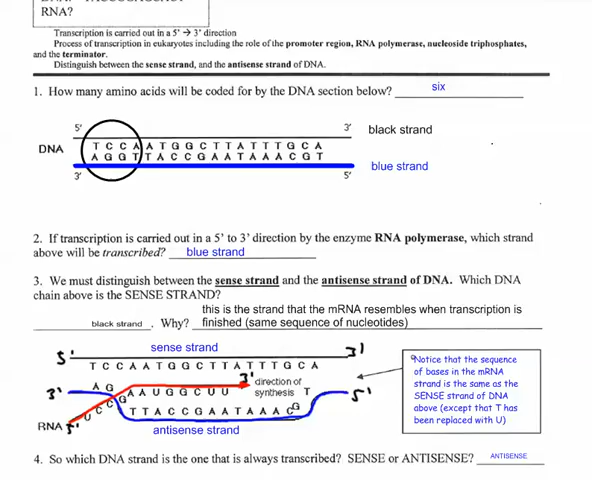 RNA?
Transcription is carried out in a 5' → 3' direction
Process of transcription in eukaryotes including the role of the promoter region, RNA polymerase, nucleoside triphosphates,
and the terminator.
Distinguish between the sense strand, and the antisense strand of DNA.
1. How many amino acids will be coded for by the DNA section below? six
5' 3' black strand
DNA T C C A A T G G C T T A T T T G C A
A G G T T A C C G A A T A A A C G T
blue strand
3' 5'
2. If transcription is carried out in a 5' to 3' direction by the enzyme RNA polymerase, which strand
above will be transcribed? blue strand
3. We must distinguish between the sense strand and the antisense strand of DNA. Which DNA
chain above is the SENSE STRAND?
this is the strand that the mRNA resembles when transcription is
black strand . Why? finished (same sequence of nucleotides)
sense strand
5' 3'
T C C A A T G G C T T A T T T G C A
3' A G G A A U G G C U U 3' direction of
synthesis T 5'
U C C T T A C C G A A T A A A C G
RNA 5' antisense strand
Notice that the sequence
of bases in the mRNA
strand is the same as the
SENSE strand of DNA
above (except that T has
been replaced with U)
4. So which DNA strand is the one that is always transcribed? SENSE or ANTISENSE? ANTISENSE